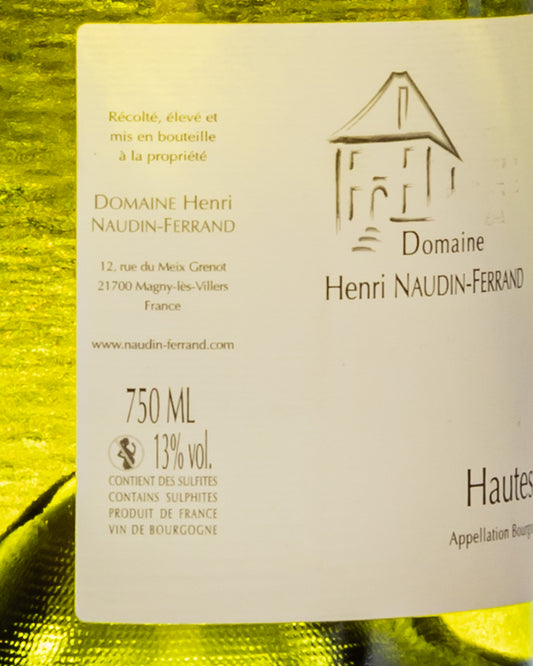 Récolté, élevé et
mis en bouteille
à la propriété
DOMAINE Henri
NAUDIN-FERRAND
12, rue du Meix Grenot
21700 Magny-lès-Villers
France
www.naudin-ferrand.com
750 ML
13% vol.
CONTIENT DES SULFITES
CONTAINS SULPHITES
PRODUIT DE FRANCE
VIN DE BOURGOGNE
Domaine
Henri NAUDIN-FERRAND
Hautes
Appellation